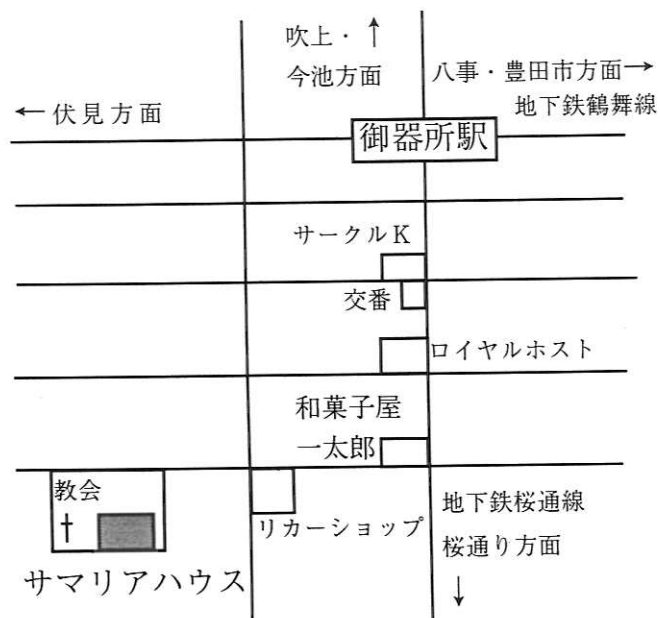 吹上・↑
今池方面
八事・豊田市方面→
地下鉄鶴舞線
←伏見方面
御器所駅
サークルK
交番
ロイヤルホスト
和菓子屋
一太郎
教会
リカーショップ
地下鉄桜通線
桜通り方面
↓
サマリアハウス